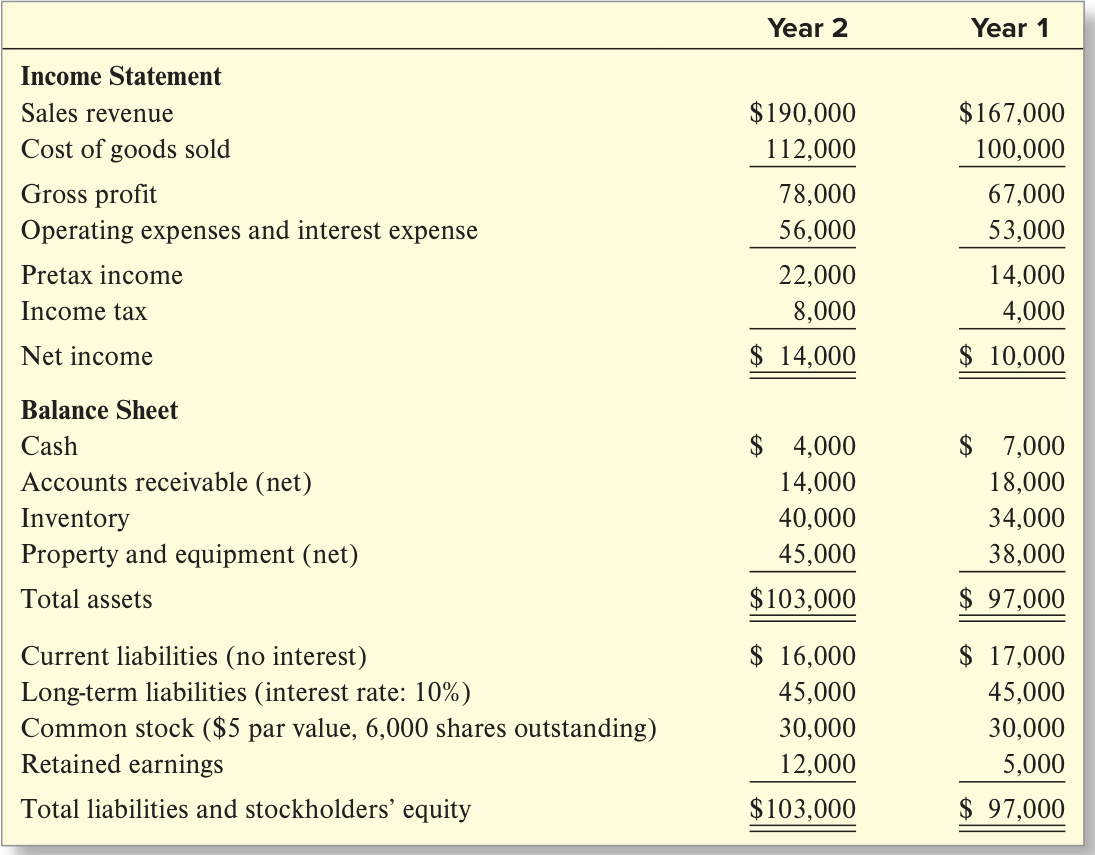 Year 2 Year 1
Income Statement
Sales revenue $190,000 $167,000
Cost of goods sold 112,000 100,000
Gross profit 78,000 67,000
Operating expenses and interest expense 56,000 53,000
Pretax income 22,000 14,000
Income tax 8,000 4,000
Net income $ 14,000 $ 10,000
Balance Sheet
Cash $ 4,000 $ 7,000
Accounts receivable (net) 14,000 18,000
Inventory 40,000 34,000
Property and equipment (net) 45,000 38,000
Total assets $103,000 $ 97,000
Current liabilities (no interest) $ 16,000 $ 17,000
Long-term liabilities (interest rate: 10%) 45,000 45,000
Common stock ($5 par value, 6,000 shares outstanding) 30,000 30,000
Retained earnings 12,000 5,000
Total liabilities and stockholders’ equity $103,000 $ 97,000